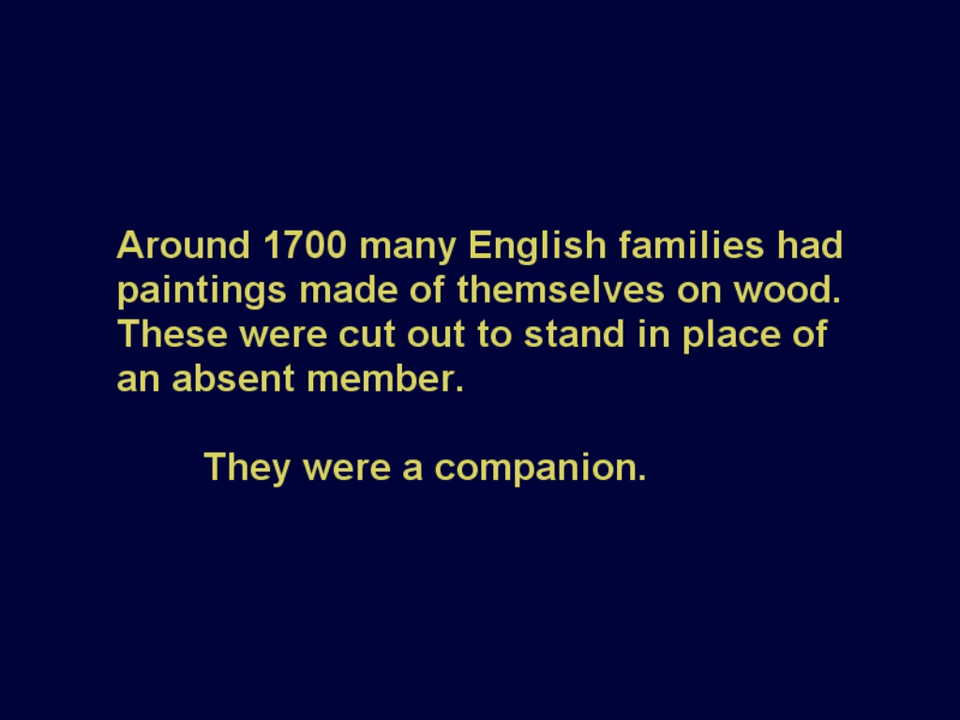 Around 1700 many English families had
paintings made of themselves on wood.
These were cut out to stand in place of
an absent member.
They were a companion.